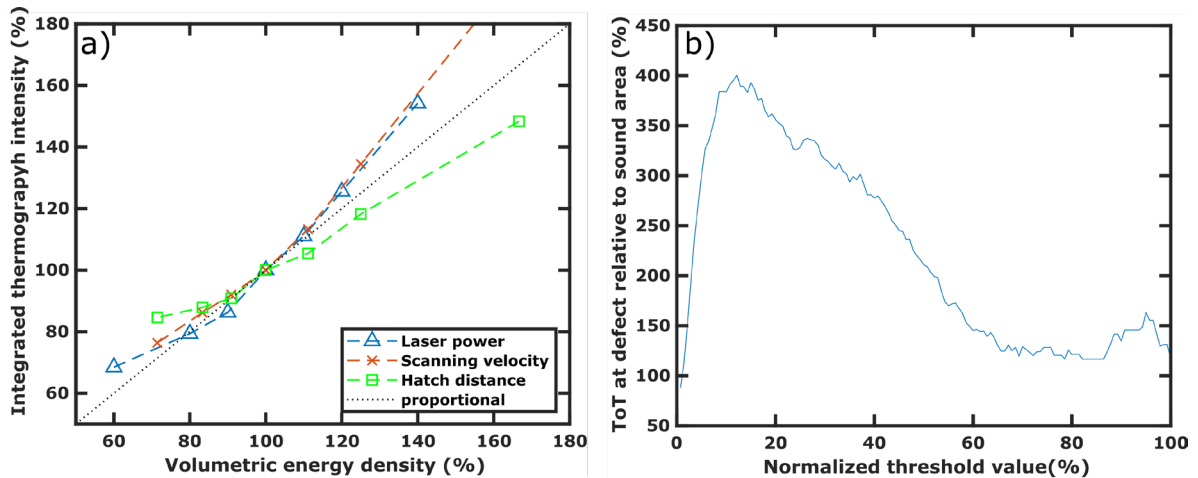 a)
Integrated thermograpyh intensity (%)
180
160
140
120
100
80
60
60 80 100 120 140 160 180
Volumetric energy density (%)
Laser power
Scanning velocity
Hatch distance
proportional
b)
ToT at defect relative to sound area (%)
450
400
350
300
250
200
150
100
50
0 20 40 60 80 100
Normalized threshold value(%)